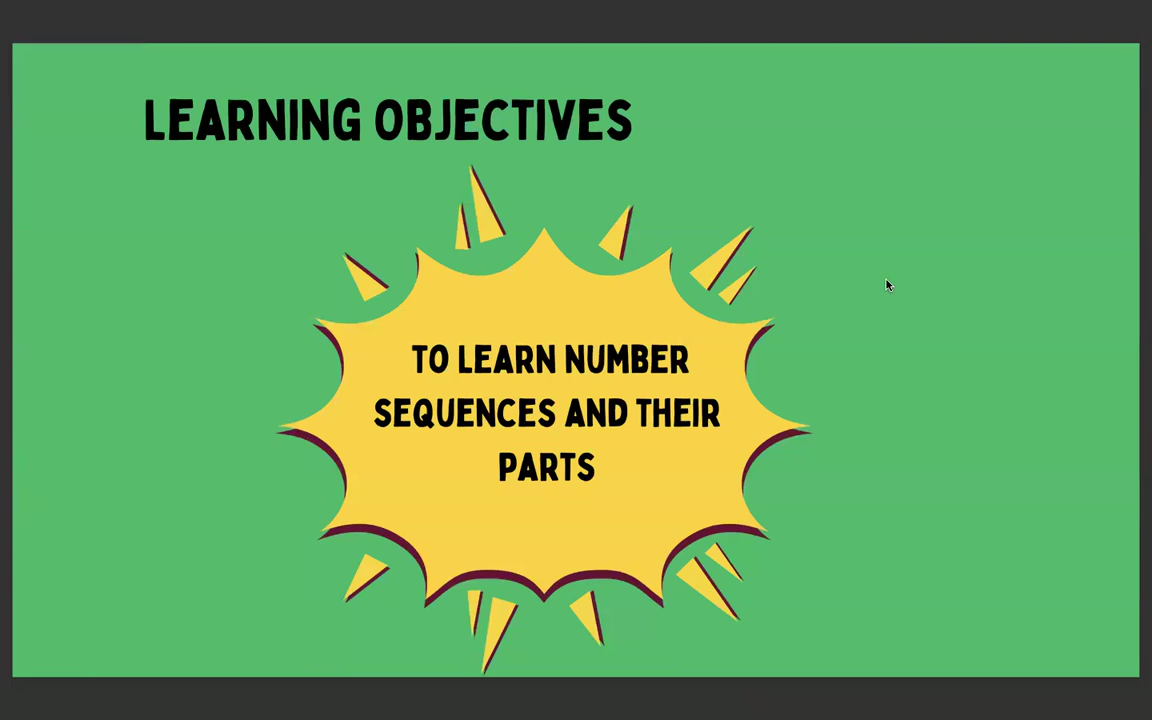 LEARNING OBJECTIVES
TO LEARN NUMBER
SEQUENCES AND THEIR
PARTS